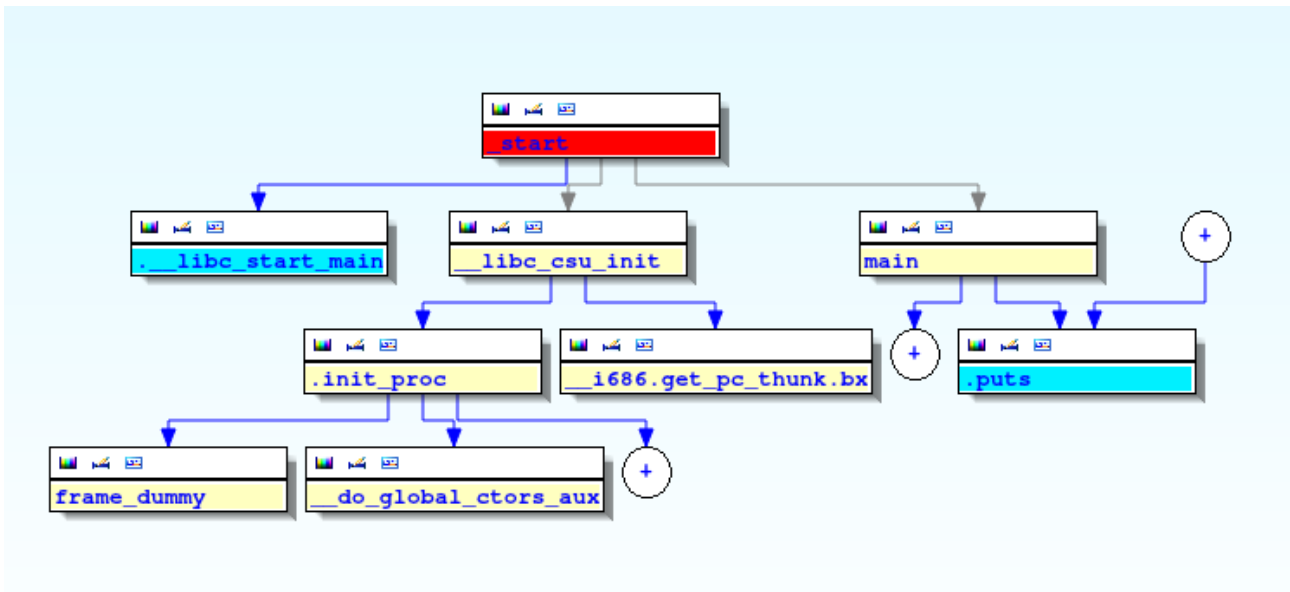 _start
.__libc_start_main
__libc_csu_init
main
+
.init_proc
__i686.get_pc_thunk.bx
+
.puts
frame_dummy
__do_global_ctors_aux
+